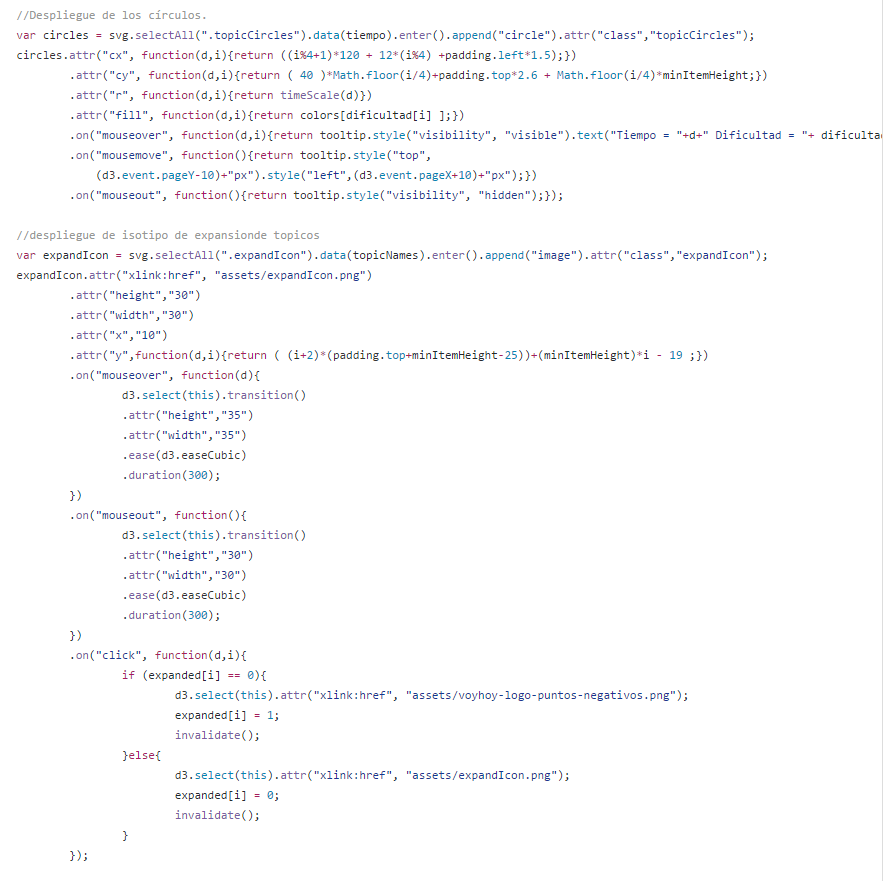 //Despliegue de los círculos.
var circles = svg.selectAll(".topicCircles").data(tiempo).enter().append("circle").attr("class","topicCircles");
circles.attr("cx", function(d,i){return ((i%4+1)*120 + 12*(i%4) +padding.left*1.5);})
        .attr("cy", function(d,i){return ( 40 )*Math.floor(i/4)+padding.top*2.6 + Math.floor(i/4)*minItemHeight;})
        .attr("r", function(d,i){return timeScale(d)})
        .attr("fill", function(d,i){return colors[dificultad[i] ];})
        .on("mouseover", function(d,i){return tooltip.style("visibility", "visible").text("Tiempo = "+d+" Dificultad = "+ dificulta
        .on("mousemove", function(){return tooltip.style("top",
            (d3.event.pageY-10)+"px").style("left",(d3.event.pageX+10)+"px");})
        .on("mouseout", function(){return tooltip.style("visibility", "hidden");});

//despliegue de isotipo de expansionde topicos
var expandIcon = svg.selectAll(".expandIcon").data(topicNames).enter().append("image").attr("class","expandIcon");
expandIcon.attr("xlink:href", "assets/expandIcon.png")
        .attr("height","30")
        .attr("width","30")
        .attr("x","10")
        .attr("y",function(d,i){return ( (i+2)*(padding.top+minItemHeight-25))+(minItemHeight)*i - 19 ;})
        .on("mouseover", function(d){
                d3.select(this).transition()
                .attr("height","35")
                .attr("width","35")
                .ease(d3.easeCubic)
                .duration(300);
        })
        .on("mouseout", function(){
                d3.select(this).transition()
                .attr("height","30")
                .attr("width","30")
                .ease(d3.easeCubic)
                .duration(300);
        })
        .on("click", function(d,i){
                if (expanded[i] == 0){
                        d3.select(this).attr("xlink:href", "assets/voyhoy-logo-puntos-negativos.png");
                        expanded[i] = 1;
                        invalidate();
                }else{
                        d3.select(this).attr("xlink:href", "assets/expandIcon.png");
                        expanded[i] = 0;
                        invalidate();
                }
        });